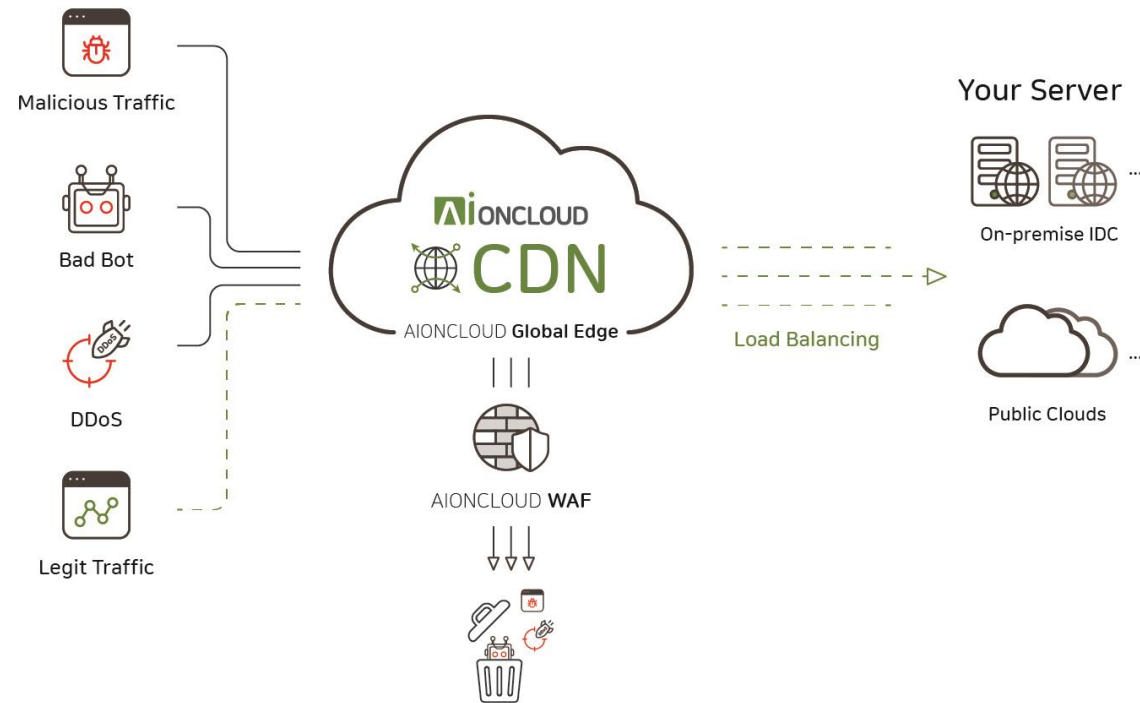 Malicious Traffic
Bad Bot
DDoS
DDoS
Legit Traffic
AIONCLOUD
CDN
AIONCLOUD Global Edge
AIONCLOUD WAF
Load Balancing
Your Server
On-premise IDC
Public Clouds